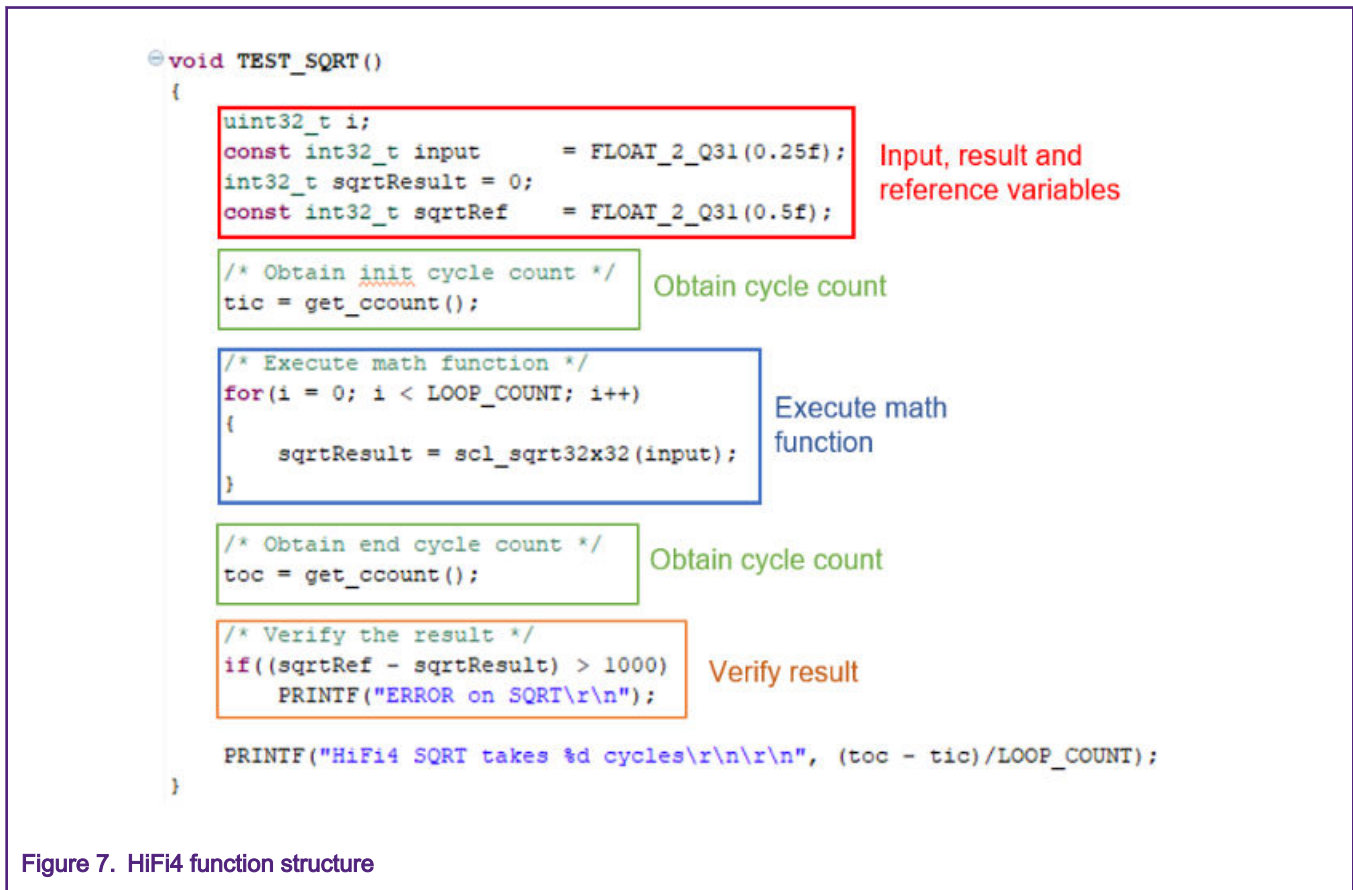 void TEST_SQRT()
{
uint32_t i;
const int32_t input = FLOAT_2_Q31(0.25f);
int32_t sqrtResult = 0;
const int32_t sqrtRef = FLOAT_2_Q31(0.5f);
Input, result and
reference variables
/* Obtain init cycle count */
tic = get_ccount();
Obtain cycle count
/* Execute math function */
for(i = 0; i < LOOP_COUNT; i++)
{
sqrtResult = scl_sqrt32x32(input);
}
Execute math
function
/* Obtain end cycle count */
toc = get_ccount();
Obtain cycle count
/* Verify the result */
if((sqrtRef - sqrtResult) > 1000)
PRINTF("ERROR on SQRT\r\n");
Verify result
PRINTF("HiFi4 SQRT takes %d cycles\r\n\r\n", (toc - tic)/LOOP_COUNT);
}
Figure 7. HiFi4 function structure